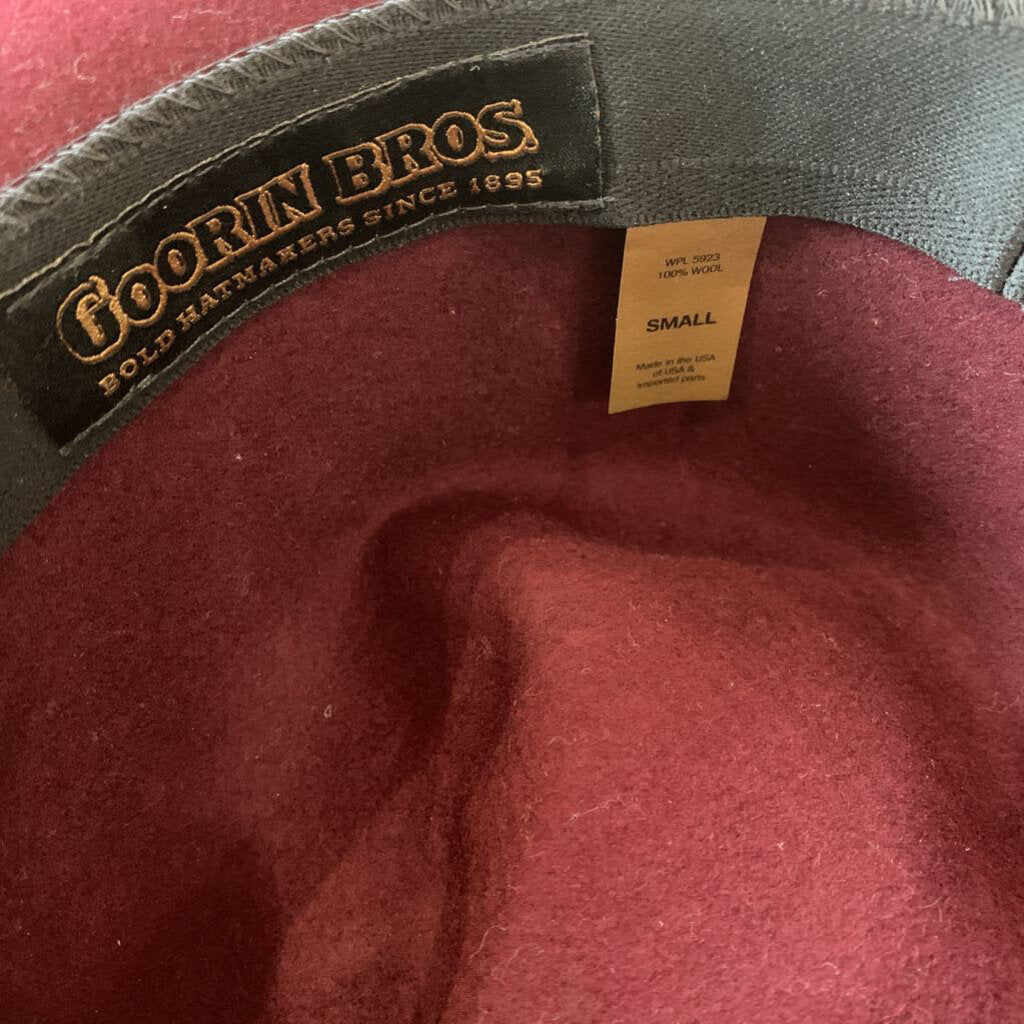 GOORIN BROS.
BOLD HATMAKERS SINCE 1895
WPL 5923
100% WOOL
SMALL
Made in the USA
of USA &
Imported parts